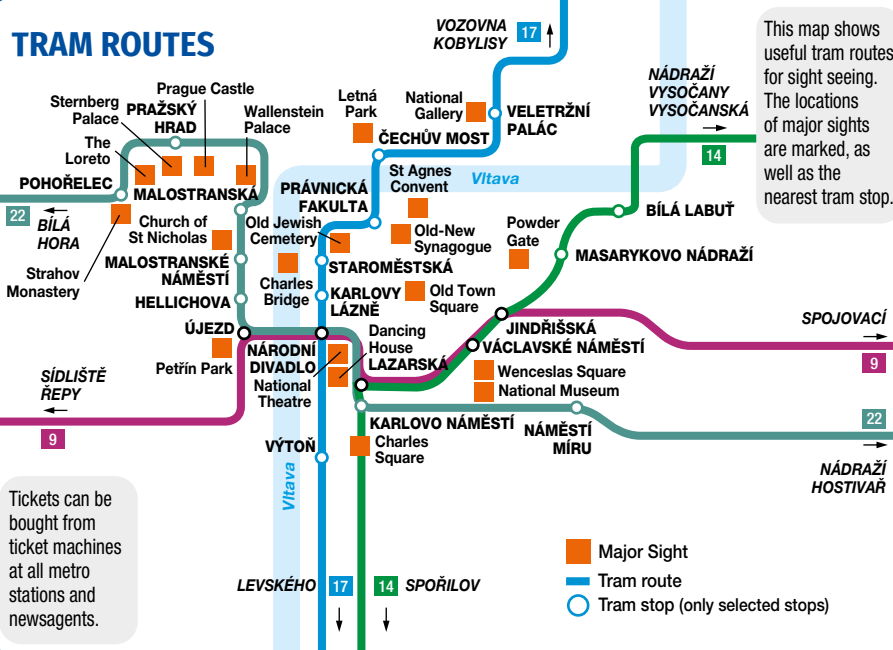 TRAM ROUTES
VOZOVNA
KOBYLISY
17
This map shows
useful tram routes
for sight seeing.
The locations
of major sights
are marked, as
well as the
nearest tram stop.
NÁDRAŽÍ
VYSOČANY
VYSOČANSKÁ
14
Prague Castle
Sternberg
Palace
PRAŽSKÝ
HRAD
Wallenstein
Palace
The
Loreto
Letná
Park
National
Gallery
VELETRŽNÍ
PALÁC
ČECHŮV MOST
POHOŘELEC
MALOSTRANSKÁ
PRÁVNICKÁ
FAKULTA
St Agnes
Convent
Vltava
22
BÍLÁ
HORA
Church of
St Nicholas
Old Jewish
Cemetery
Old-New
Synagogue
Powder
Gate
BÍLÁ LABUŤ
Strahov
Monastery
MALOSTRANSKÉ
NÁMĚSTÍ
STAROMĚSTSKÁ
MASARYKOVO NÁDRAŽÍ
Charles
Bridge
HELLICHOVA
KARLOVY
LÁZNĚ
Old Town
Square
ÚJEZD
Dancing
House
JINDŘIŠSKÁ
SPOJOVACÍ
9
Petřín Park
NÁRODNÍ
DIVADLO
National
Theatre
LAZARSKÁ
VÁCLAVSKÉ NÁMĚSTÍ
Wenceslas Square
National Museum
SÍDLIŠTĚ
ŘEPY
9
KARLOVO NÁMĚSTÍ
NÁMĚSTÍ
MÍRU
22
NÁDRAŽÍ
HOSTIVAŘ
VÝTOŇ
Charles
Square
Vltava
Tickets can be
bought from
ticket machines
at all metro
stations and
newsagents.
LEVSKÉHO 17
14 SPOŘILOV
Major Sight
Tram route
Tram stop (only selected stops)